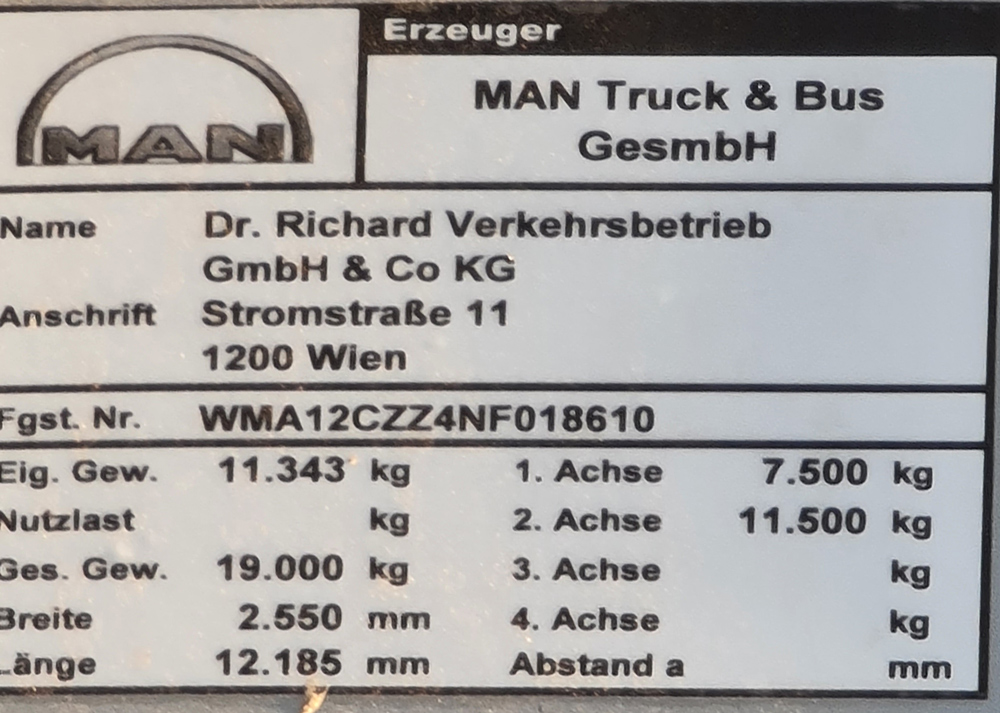 MAN
Erzeuger
MAN Truck & Bus
GesmbH
Name Dr. Richard Verkehrsbetrieb
GmbH & Co KG
Anschrift Stromstraße 11
1200 Wien
Fgst. Nr. WMA12CZZ4NF018610
Eig. Gew. 11.343 kg 1. Achse 7.500 kg
Nutzlast kg 2. Achse 11.500 kg
Ges. Gew. 19.000 kg 3. Achse kg
Breite 2.550 mm 4. Achse kg
Länge 12.185 mm Abstand a mm